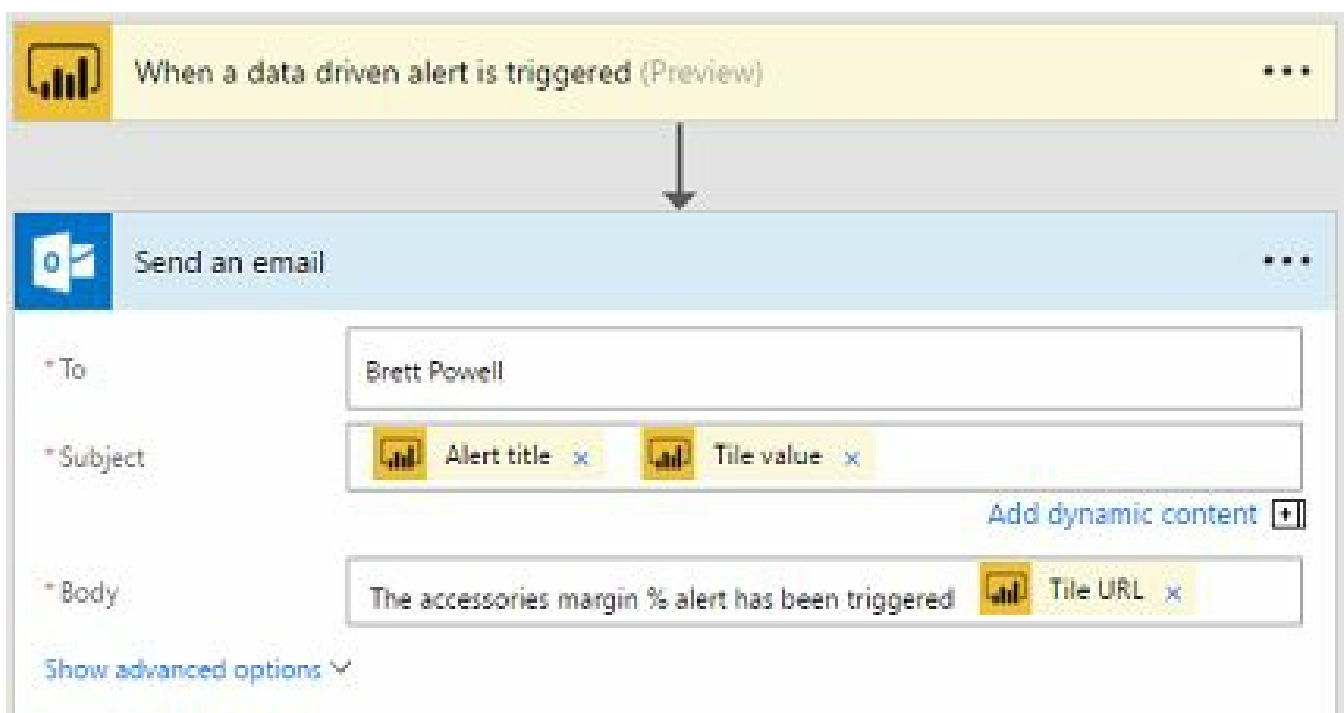 When a data driven alert is triggered (Preview)
Send an email
* To
Brett Powell
* Subject
Alert title x Tile value x
Add dynamic content
* Body
The accessories margin % alert has been triggered Tile URL x
Show advanced options